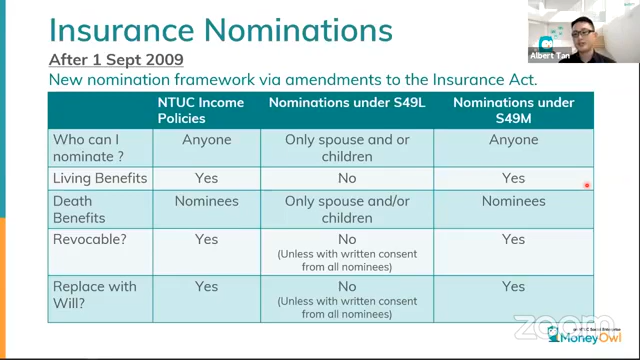 Insurance Nominations
Albert Tan
After 1 Sept 2009
New nomination framework via amendments to the Insurance Act.
NTUC Income Policies
Nominations under S49L
Nominations under S49M
Who can I nominate ?
Anyone
Only spouse and or children
Anyone
Living Benefits
Yes
No
Yes
Death Benefits
Nominees
Only spouse and/or children
Nominees
Revocable?
Yes
No
(Unless with written consent from all nominees)
Yes
Replace with Will?
Yes
No
(Unless with written consent from all nominees)
Yes
zoom
An NTUC Social Enterprise
MoneyOwl